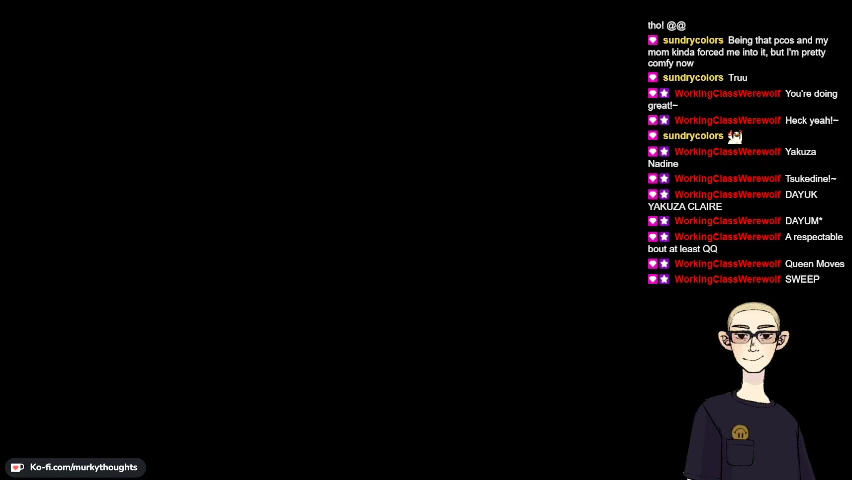 tho! @@
sundrycolors Being that pcos and my
mom kinda forced me into it, but I'm pretty
comfy now
sundrycolors Truu
WorkingClassWerewolf You're doing
great!~
WorkingClassWerewolf Heck yeah!~
sundrycolors
WorkingClassWerewolf Yakuza
Nadine
WorkingClassWerewolf Tsukedine!~
WorkingClassWerewolf DAYUK
YAKUZA CLAIRE
WorkingClassWerewolf DAYUM*
WorkingClassWerewolf A respectable
bout at least QQ
WorkingClassWerewolf Queen Moves
WorkingClassWerewolf SWEEP
Ko-fi.com/murkythoughts